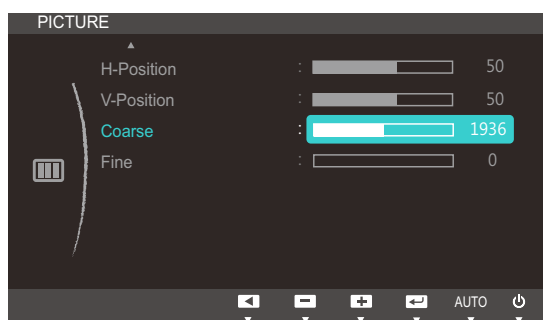 PICTURE
H-Position : 50
V-Position : 50
Coarse : 1936
Fine : 0
AUTO